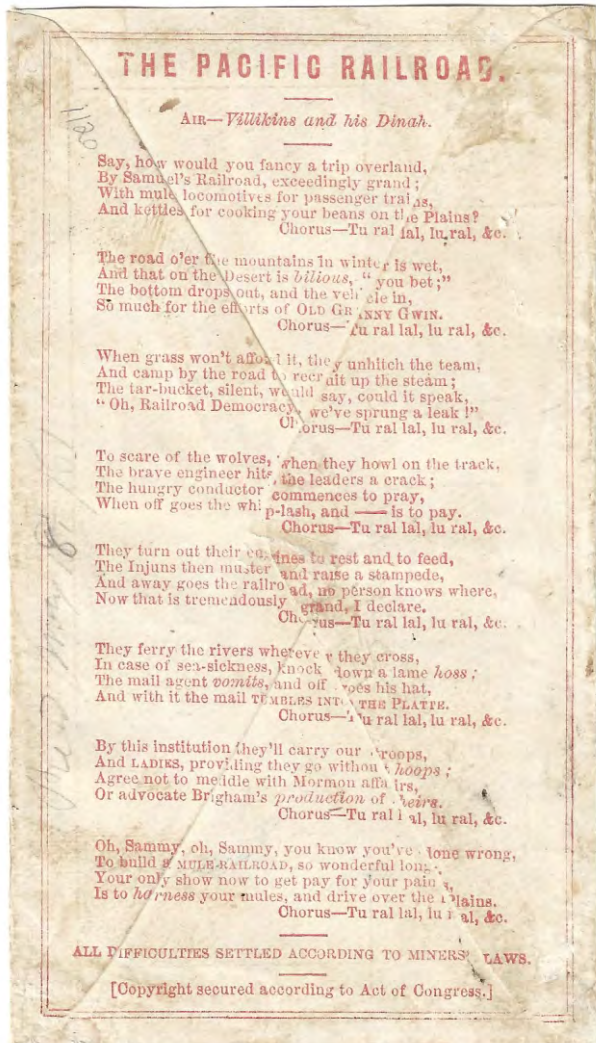 THE PACIFIC RAILROAD.
AIR—Villikins and his Dinah.
Say, how would you fancy a trip overland,
By Samuel's Railroad, exceedingly grand;
With mule locomotives for passenger trains,
And kettles for cooking your beans on the Plains?
Chorus—Tu ral lal, lu ral, &c.
The road o'er the mountains in winter is wet,
And that on the Desert is bilious, "you bet;"
The bottom drops out, and the vehicle in,
So much for the efforts of OLD GRANNY GWIN.
Chorus—Tu ral lal, lu ral, &c.
When grass won't afford it, they unhitch the team,
And camp by the road to recruit up the steam;
The tar-bucket, silent, would say, could it speak,
"Oh, Railroad Democracy, we've sprung a leak!"
Chorus—Tu ral lal, lu ral, &c.
To scare of the wolves, when they howl on the track,
The brave engineer hits the leaders a crack;
The hungry conductor commences to pray,
When off goes the whip-lash, and —— is to pay.
Chorus—Tu ral lal, lu ral, &c.
They turn out their engines to rest and to feed,
The Injuns then muster and raise a stampede,
And away goes the railroad, no person knows where,
Now that is tremendously grand, I declare.
Chorus—Tu ral lal, lu ral, &c.
They ferry the rivers wherever they cross,
In case of sea-sickness, knock down a lame hoss;
The mail agent vomits, and off goes his hat,
And with it the mail TUMBLES INTO THE PLATTE.
Chorus—Tu ral lal, lu ral, &c.
By this institution they'll carry our troops,
And LADIES, providing they go without hoops;
Agree not to meddle with Mormon affairs,
Or advocate Brigham's production of heirs.
Chorus—Tu ral lal, lu ral, &c.
Oh, Sammy, oh, Sammy, you know you've done wrong,
To build a MULE-RAILROAD, so wonderful long,
Your only show now to get pay for your pains,
Is to harness your mules, and drive over the Plains.
Chorus—Tu ral lal, lu ral, &c.
ALL DIFFICULTIES SETTLED ACCORDING TO MINERS' LAWS.
[Copyright secured according to Act of Congress.]
1120